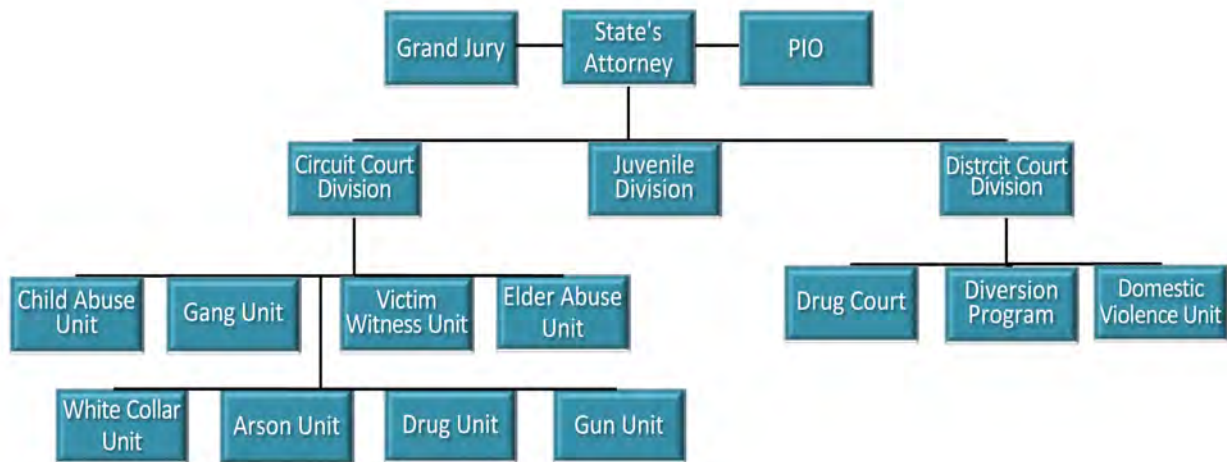 Grand Jury
State's
Attorney
PIO
Circuit Court
Division
Juvenile
Division
Distrcit Court
Division
Child Abuse
Unit
Gang Unit
Victim
Witness Unit
Elder Abuse
Unit
Drug Court
Diversion
Program
Domestic
Violence Unit
White Collar
Unit
Arson Unit
Drug Unit
Gun Unit